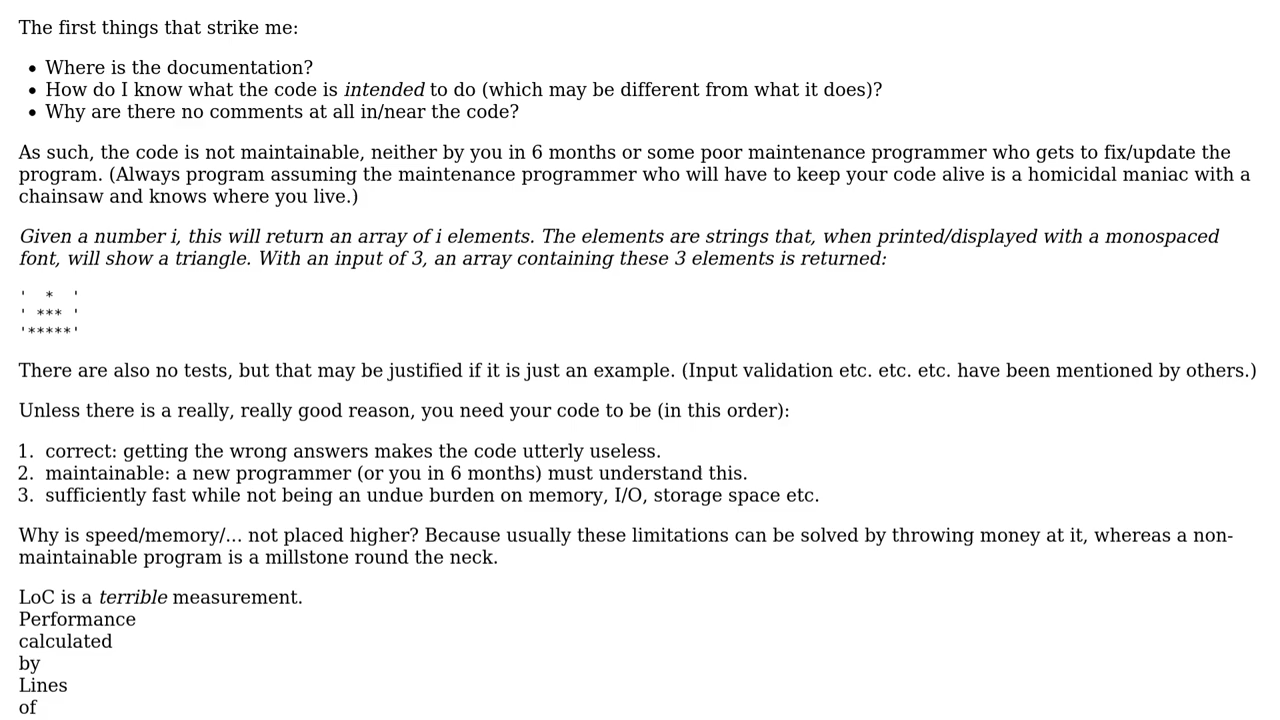 The first things that strike me:
• Where is the documentation?
• How do I know what the code is intended to do (which may be different from what it does)?
• Why are there no comments at all in/near the code?
As such, the code is not maintainable, neither by you in 6 months or some poor maintenance programmer who gets to fix/update the
program. (Always program assuming the maintenance programmer who will have to keep your code alive is a homicidal maniac with a
chainsaw and knows where you live.)
Given a number i, this will return an array of i elements. The elements are strings that, when printed/displayed with a monospaced
font, will show a triangle. With an input of 3, an array containing these 3 elements is returned:
'  *  '
' *** '
'*****'
There are also no tests, but that may be justified if it is just an example. (Input validation etc. etc. etc. have been mentioned by others.)
Unless there is a really, really good reason, you need your code to be (in this order):
1. correct: getting the wrong answers makes the code utterly useless.
2. maintainable: a new programmer (or you in 6 months) must understand this.
3. sufficiently fast while not being an undue burden on memory, I/O, storage space etc.
Why is speed/memory/... not placed higher? Because usually these limitations can be solved by throwing money at it, whereas a non-
maintainable program is a millstone round the neck.
LoC is a terrible measurement.
Performance
calculated
by
Lines
of